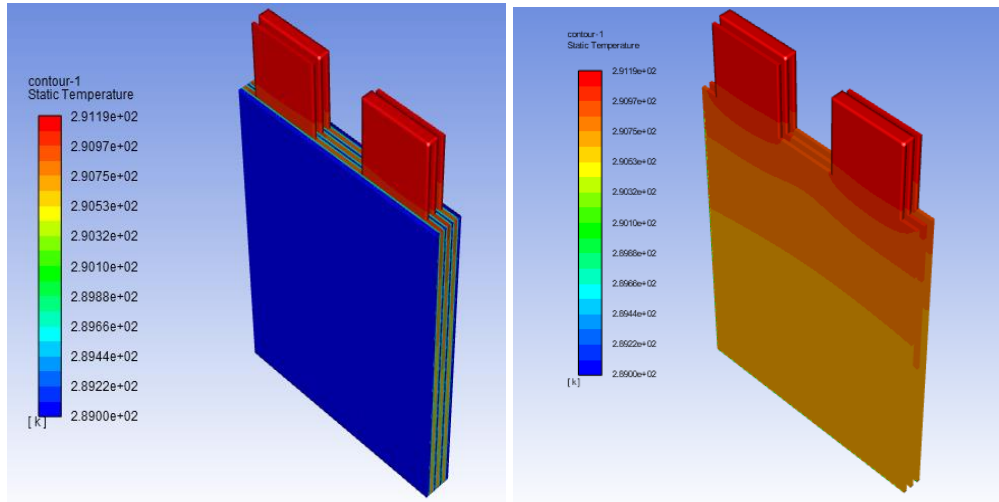 contour-1
Static Temperature
2.9119e+02
2.9097e+02
2.9075e+02
2.9053e+02
2.9032e+02
2.9010e+02
2.8988e+02
2.8966e+02
2.8944e+02
2.8922e+02
2.8900e+02
[ k ]
contour-1
Static Temperature
2.9119e+02
2.9097e+02
2.9075e+02
2.9053e+02
2.9032e+02
2.9010e+02
2.8988e+02
2.8966e+02
2.8944e+02
2.8922e+02
2.8900e+02
[ k ]